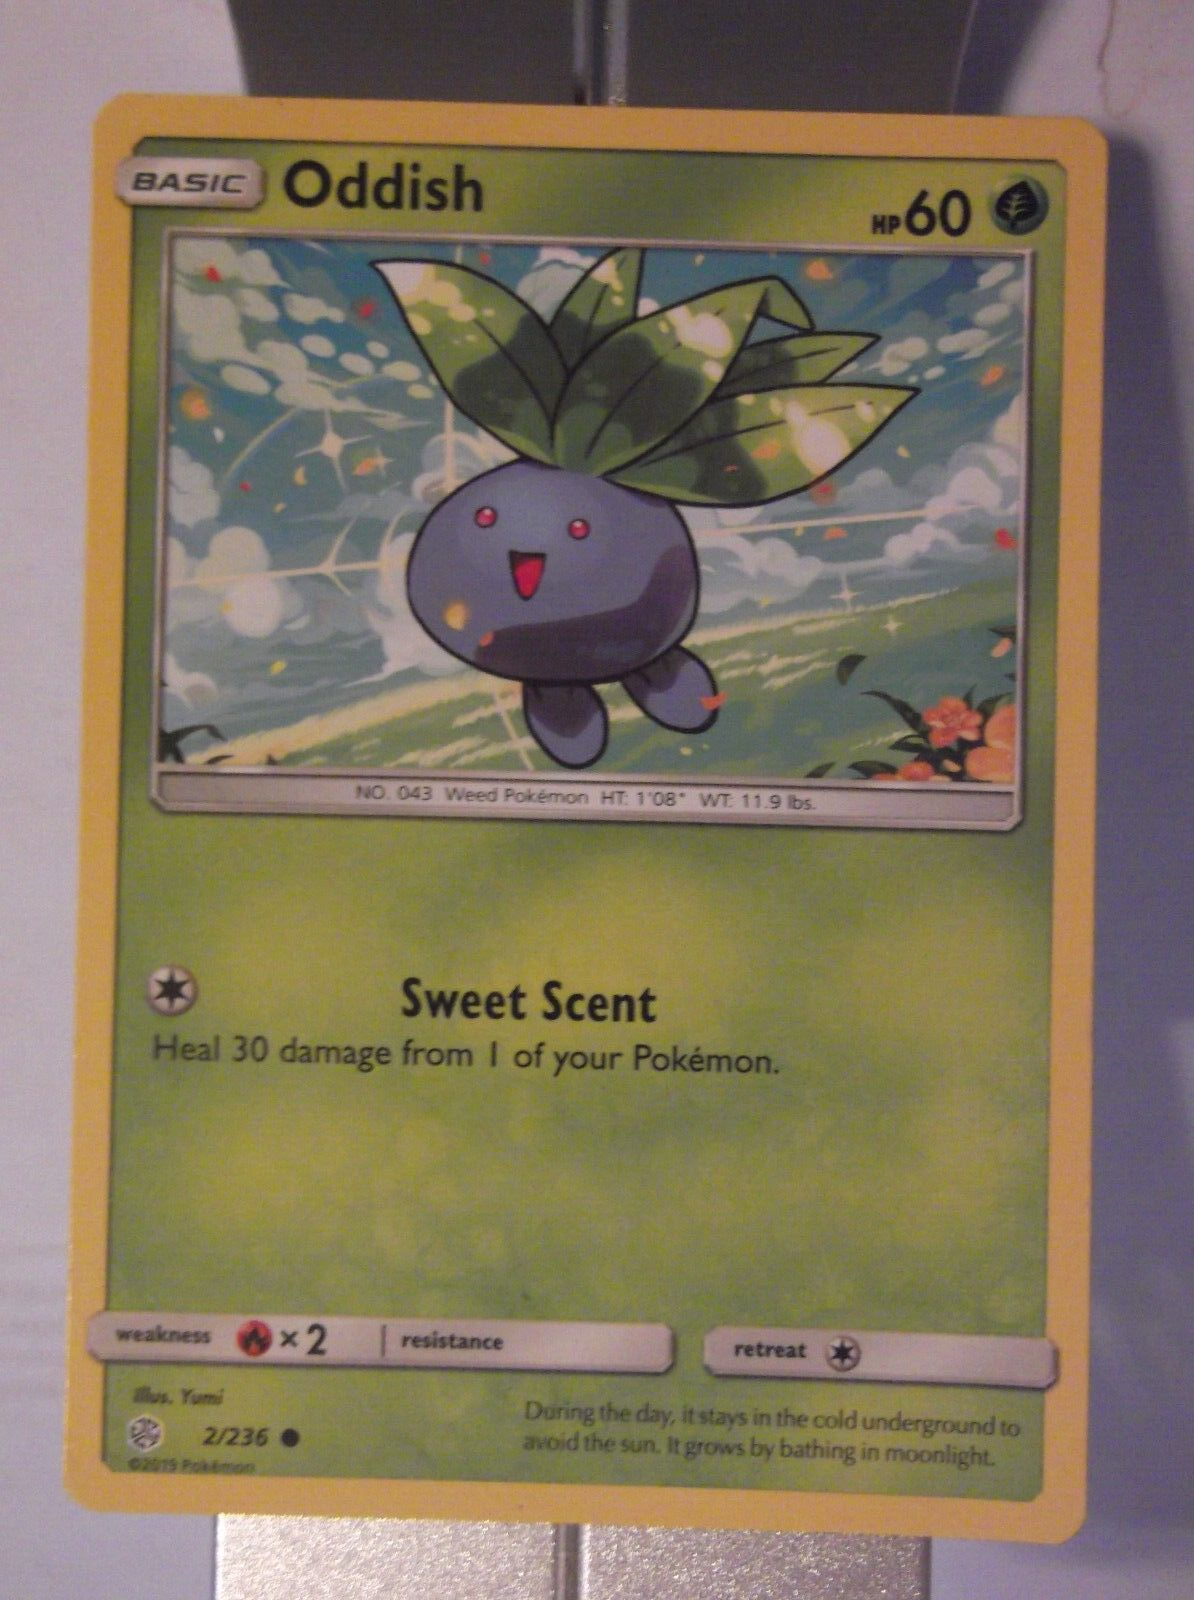 BASIC Oddish HP60
NO. 043 Weed Pokémon HT: 1'08" WT: 11.9 lbs.
Sweet Scent
Heal 30 damage from 1 of your Pokémon.
weakness ×2 resistance retreat
Illus. Yumi
2/236
©2019 Pokémon
During the day, it stays in the cold underground to
avoid the sun. It grows by bathing in moonlight.